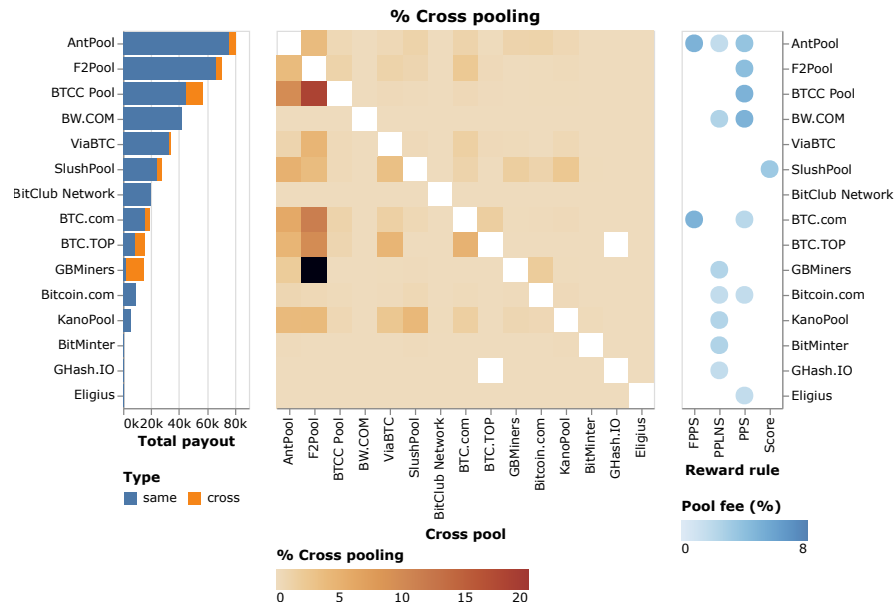 % Cross pooling
AntPool
F2Pool
BTCC Pool
BW.COM
ViaBTC
SlushPool
BitClub Network
BTC.com
BTC.TOP
GBMiners
Bitcoin.com
KanoPool
BitMinter
GHash.IO
Eligius
0k 20k 40k 60k 80k
Total payout
Type
same cross
AntPool
F2Pool
BTCC Pool
BW.COM
ViaBTC
SlushPool
BitClub Network
BTC.com
BTC.TOP
GBMiners
Bitcoin.com
KanoPool
BitMinter
GHash.IO
Eligius
Cross pool
% Cross pooling
0 5 10 15 20
AntPool
F2Pool
BTCC Pool
BW.COM
ViaBTC
SlushPool
BitClub Network
BTC.com
BTC.TOP
GBMiners
Bitcoin.com
KanoPool
BitMinter
GHash.IO
Eligius
FPPS
PPLNS
PPS
Score
Reward rule
Pool fee (%)
0 8